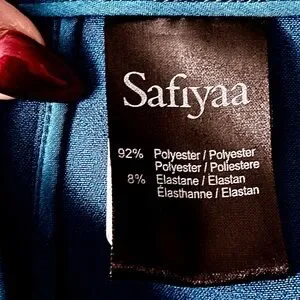 Safiyaa
92% Polyester / Polyester
Polyester / Poliestere
8% Elastane / Elastan
Élasthanne / Elastan